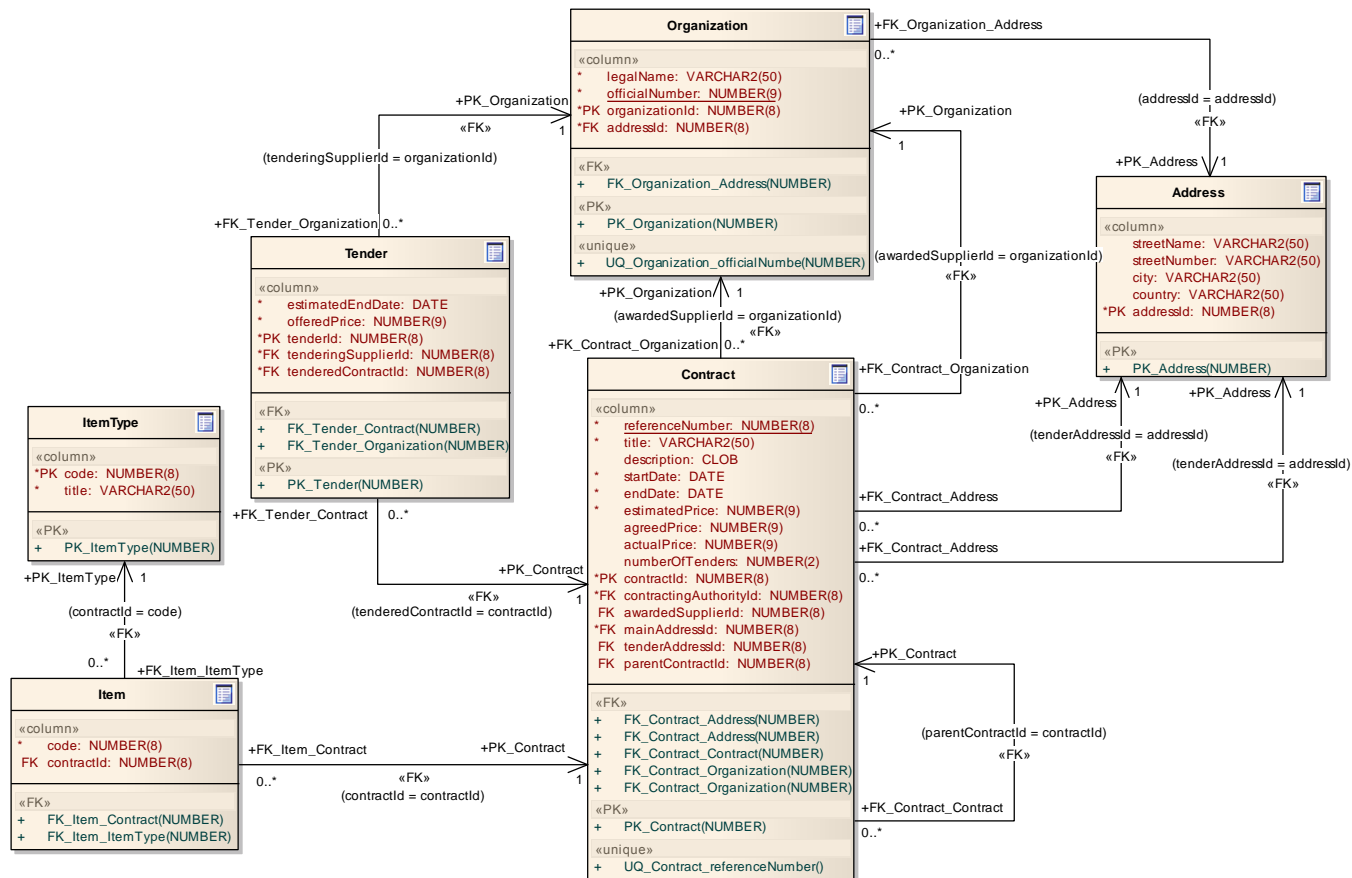 Organization
«column»
* legalName: VARCHAR2(50)
* officialNumber: NUMBER(9)
*PK organizationId: NUMBER(8)
*FK addressId: NUMBER(8)
«FK»
+ FK_Organization_Address(NUMBER)
«PK»
+ PK_Organization(NUMBER)
«unique»
+ UQ_Organization_officialNumbe(NUMBER)
+FK_Organization_Address
0..*
(addressId = addressId)
«FK»
+PK_Address
1
+PK_Organization
«FK»
1
(tenderingSupplierId = organizationId)
+FK_Tender_Organization
0..*
+PK_Organization
1
(awardedSupplierId = organizationId)
«FK»
+FK_Contract_Organization
0..*
+PK_Organization
1
(awardedSupplierId = organizationId)
«FK»
+FK_Contract_Organization
0..*
Address
«column»
streetName: VARCHAR2(50)
streetNumber: VARCHAR2(50)
city: VARCHAR2(50)
country: VARCHAR2(50)
*PK addressId: NUMBER(8)
«PK»
+ PK_Address(NUMBER)
Tender
«column»
* estimatedEndDate: DATE
* offeredPrice: NUMBER(9)
*PK tenderId: NUMBER(8)
*FK tenderingSupplierId: NUMBER(8)
*FK tenderedContractId: NUMBER(8)
«FK»
+ FK_Tender_Contract(NUMBER)
+ FK_Tender_Organization(NUMBER)
«PK»
+ PK_Tender(NUMBER)
+FK_Tender_Contract
0..*
+PK_Contract
«FK»
1
(tenderedContractId = contractId)
Contract
«column»
* referenceNumber: NUMBER(8)
* title: VARCHAR2(50)
description: CLOB
* startDate: DATE
* endDate: DATE
* estimatedPrice: NUMBER(9)
agreedPrice: NUMBER(9)
actualPrice: NUMBER(9)
numberOfTenders: NUMBER(2)
*PK contractId: NUMBER(8)
*FK contractingAuthorityId: NUMBER(8)
FK awardedSupplierId: NUMBER(8)
*FK mainAddressId: NUMBER(8)
FK tenderAddressId: NUMBER(8)
FK parentContractId: NUMBER(8)
«FK»
+ FK_Contract_Address(NUMBER)
+ FK_Contract_Address(NUMBER)
+ FK_Contract_Contract(NUMBER)
+ FK_Contract_Organization(NUMBER)
+ FK_Contract_Organization(NUMBER)
«PK»
+ PK_Contract(NUMBER)
«unique»
+ UQ_Contract_referenceNumber()
+PK_Address
1
(tenderAddressId = addressId)
«FK»
+FK_Contract_Address
0..*
+PK_Address
1
(tenderAddressId = addressId)
«FK»
+FK_Contract_Address
0..*
+PK_Contract
1
(parentContractId = contractId)
«FK»
+FK_Contract_Contract
0..*
ItemType
«column»
*PK code: NUMBER(8)
* title: VARCHAR2(50)
«PK»
+ PK_ItemType(NUMBER)
+PK_ItemType
1
(contractId = code)
«FK»
0..*
+FK_Item_ItemType
Item
«column»
* code: NUMBER(8)
FK contractId: NUMBER(8)
«FK»
+ FK_Item_Contract(NUMBER)
+ FK_Item_ItemType(NUMBER)
+FK_Item_Contract
0..*
+PK_Contract
«FK»
1
(contractId = contractId)